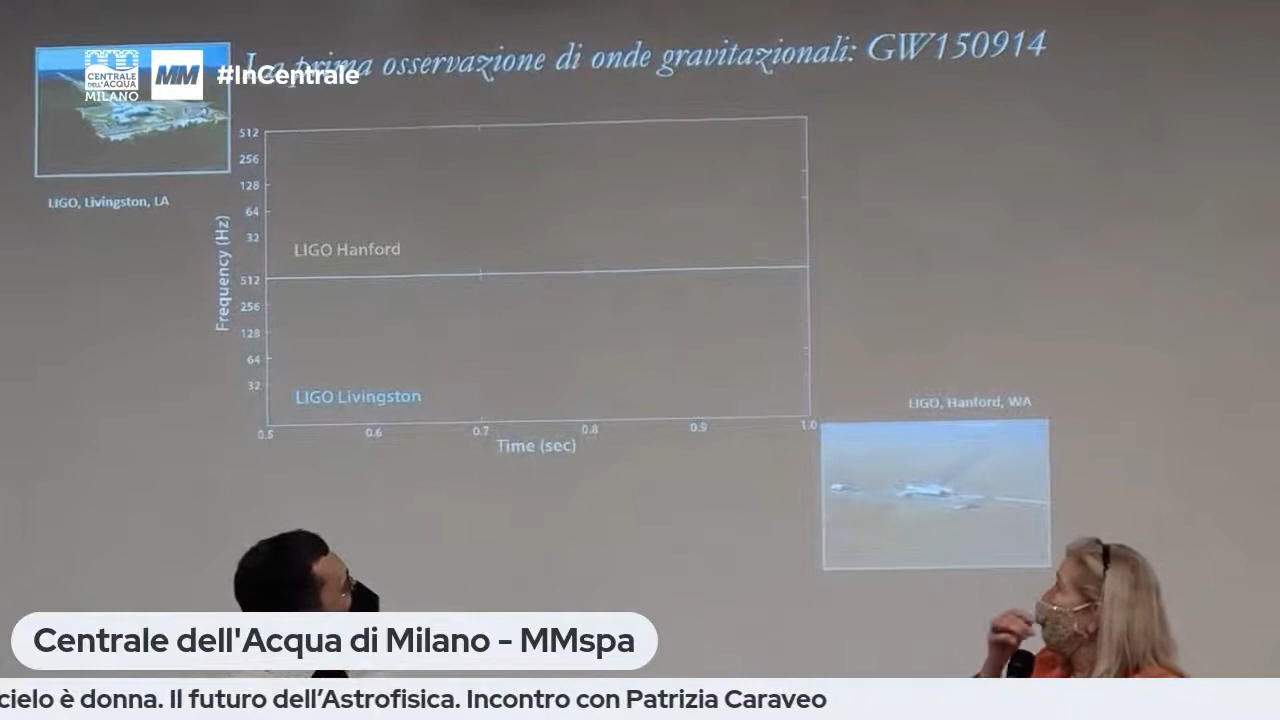 La prima osservazione di onde gravitazionali: GW150914
CENTRALE
DELL'ACQUA
MILANO
MM
#InCentrale
LIGO, Livingston, LA
Frequency (Hz)
512
256
128
64
32
LIGO Hanford
512
256
128
64
32
LIGO Livingston
0.5
0.6
0.7
0.8
0.9
1.0
Time (sec)
LIGO, Hanford, WA
Centrale dell'Acqua di Milano - MMspa
cielo è donna. Il futuro dell’Astrofisica. Incontro con Patrizia Caraveo